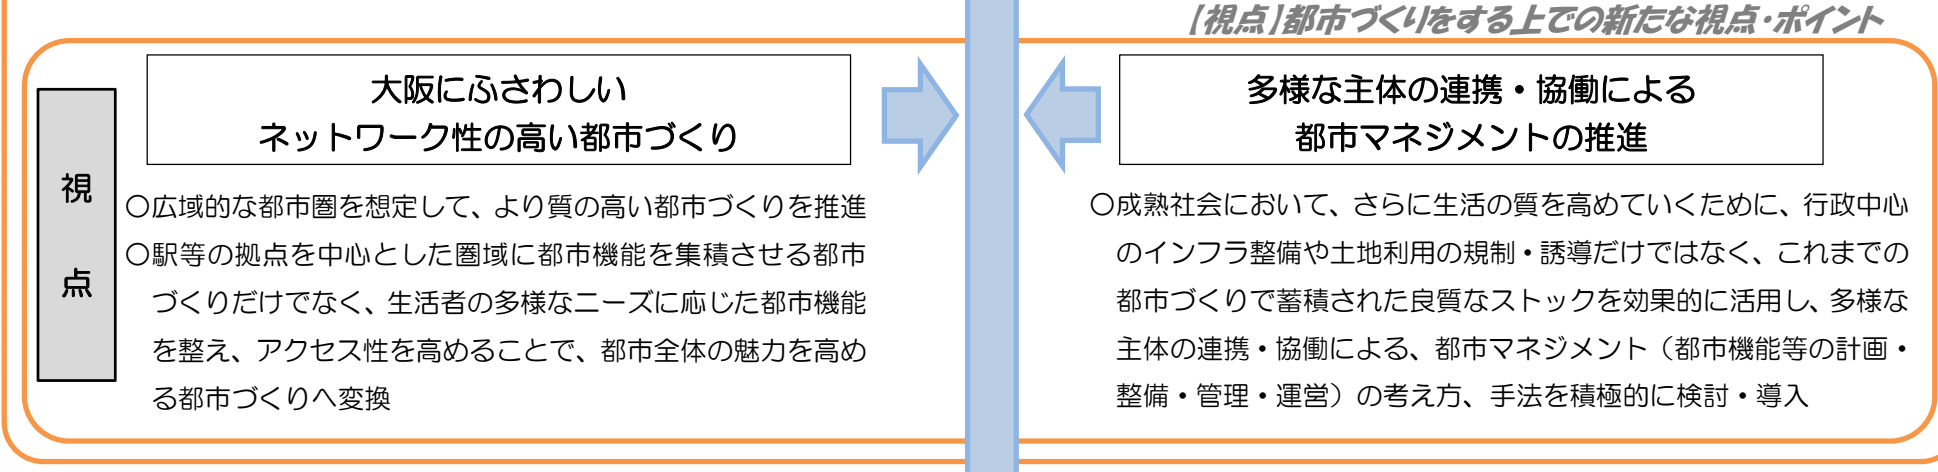 【視点】都市づくりをする上での新たな視点・ポイント
視
点
大阪にふさわしい
ネットワーク性の高い都市づくり
〇広域的な都市圏を想定して、より質の高い都市づくりを推進
〇駅等の拠点を中心とした圏域に都市機能を集積させる都市
づくりだけでなく、生活者の多様なニーズに応じた都市機能
を整え、アクセス性を高めることで、都市全体の魅力を高め
る都市づくりへ変換
多様な主体の連携・協働による
都市マネジメントの推進
〇成熟社会において、さらに生活の質を高めていくために、行政中心
のインフラ整備や土地利用の規制・誘導だけではなく、これまでの
都市づくりで蓄積された良質なストックを効果的に活用し、多様な
主体の連携・協働による、都市マネジメント（都市機能等の計画・
整備・管理・運営）の考え方、手法を積極的に検討・導入